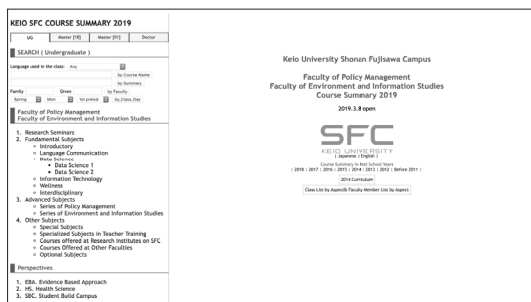 KEIO SFC COURSE SUMMARY 2019
UG Master [18] Master [01] Doctor
SEARCH ( Undergraduate )
Language used in the class: Any
by Course Name
by Summary
Family Given by Faculty
Spring Mon 1st period by Class Day
Faculty of Policy Management
Faculty of Environment and Information Studies
1. Research Seminars
2. Fundamental Subjects
Introductory
Language Communication
Data Science
Data Science 1
Data Science 2
Information Technology
Wellness
Interdisciplinary
3. Advanced Subjects
Series of Policy Management
Series of Environment and Information Studies
4. Other Subjects
Special Subjects
Specialized Subjects in Teacher Training
Courses offered at Research Institutes on SFC
Courses Offered at Other Faculties
Optional Subjects
Perspectives
1. EBA. Evidence Based Approach
2. HS. Health Science
3. SBC. Student Build Campus
Keio University Shonan Fujisawa Campus
Faculty of Policy Management
Faculty of Environment and Information Studies
Course Summary 2019
2019.3.8 open
SFC
KEIO UNIVERSITY
| Japanese | English |
Course Summary in Past School Years
| 2018 | 2017 | 2016 | 2015 | 2014 | 2013 | 2012 | Before 2011 |
2014 Curriculum
Class List by Aspect& Faculty Member List by Aspect